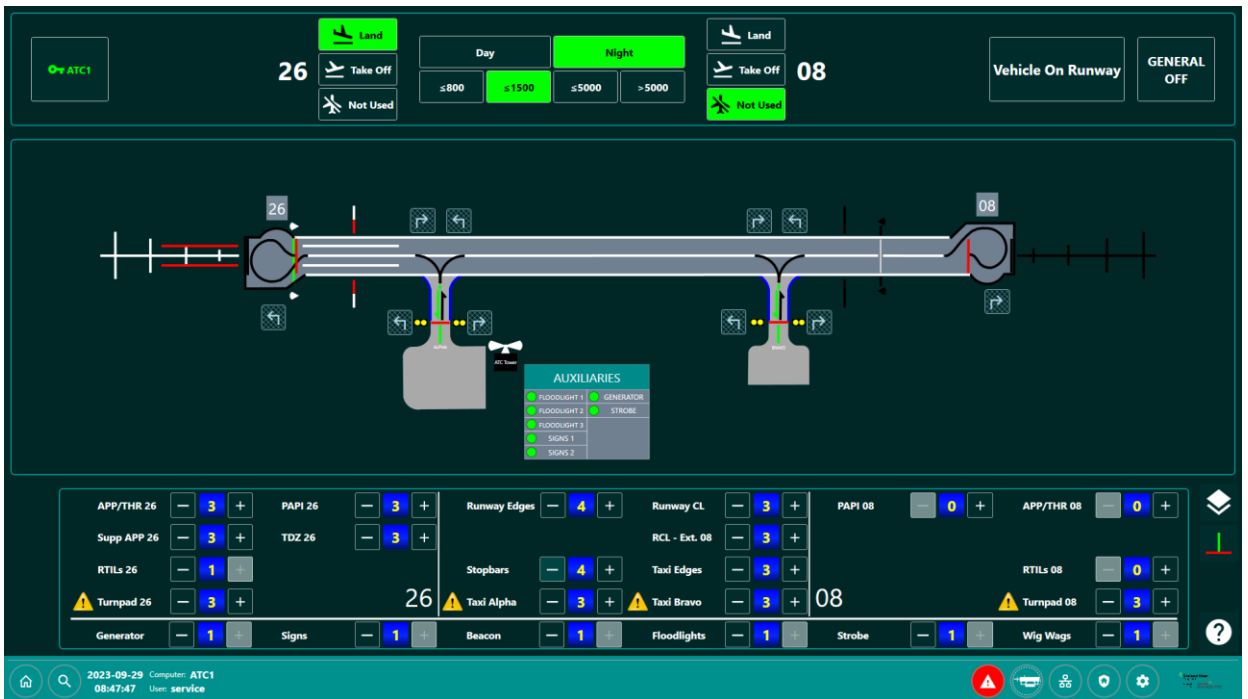 ATC1
26
Land
Take Off
Not Used
Day
Night
≤800
≤1500
≤5000
>5000
Land
Take Off
Not Used
08
Vehicle On Runway
GENERAL
OFF
26
08
ALPHA
BRAVO
ATC Tower
AUXILIARIES
FLOODLIGHT 1 GENERATOR
FLOODLIGHT 2 STROBE
FLOODLIGHT 3
SIGNS 1
SIGNS 2
APP/THR 26 − 3 + PAPI 26 − 3 + Runway Edges − 4 + Runway CL − 3 + PAPI 08 − 0 + APP/THR 08 − 0 +
Supp APP 26 − 3 + TDZ 26 − 3 + RCL - Ext. 08 − 3 +
RTILs 26 − 1 + Stopbars − 4 + Taxi Edges − 3 + RTILs 08 − 0 +
Turnpad 26 − 3 + 26 Taxi Alpha − 3 + Taxi Bravo − 3 + 08 Turnpad 08 − 3 +
Generator − 1 + Signs − 1 + Beacon − 1 + Floodlights − 1 + Strobe − 1 + Wig Wags − 1 +
?
2023-09-29 Computer: ATC1
08:47:47 User: service